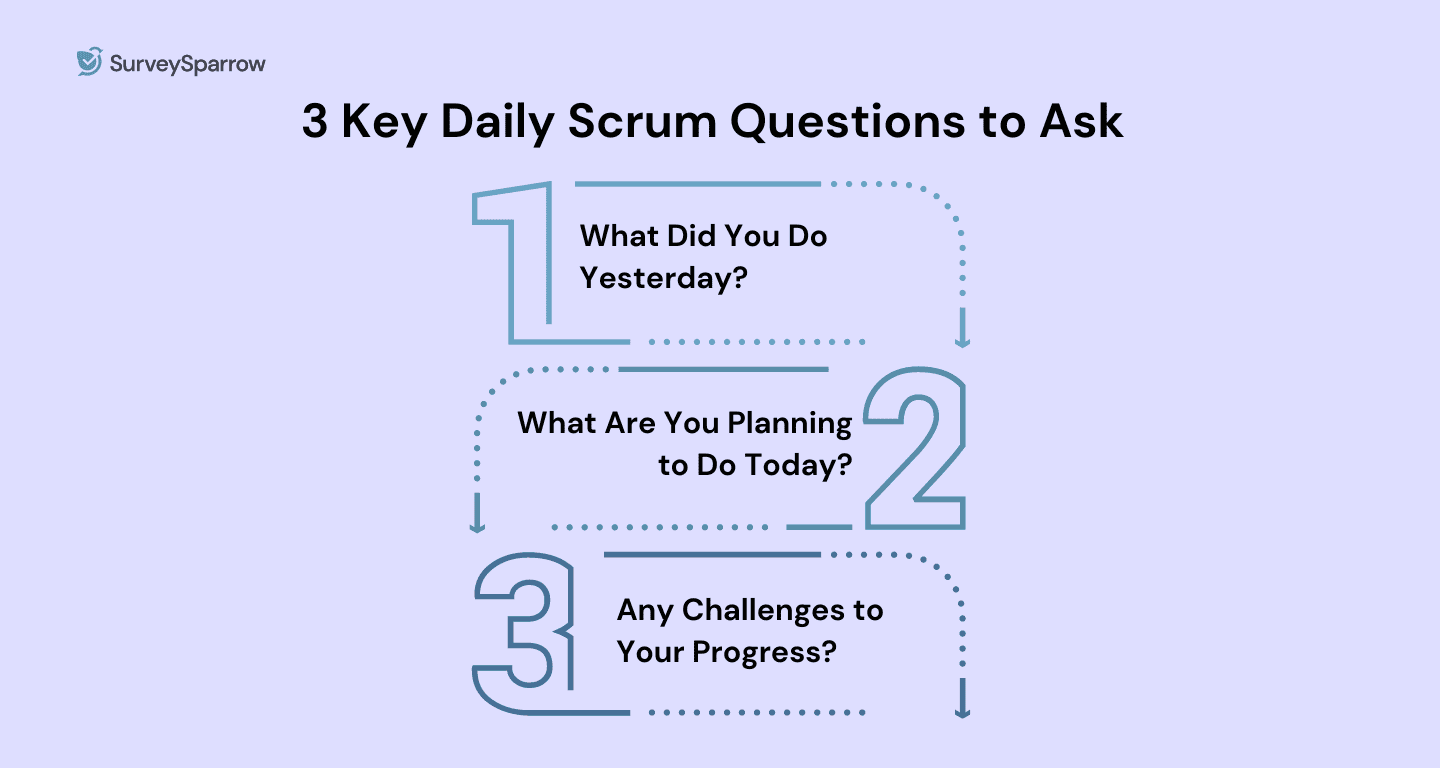 SurveySparrow
3 Key Daily Scrum Questions to Ask
1
What Did You Do
Yesterday?
What Are You Planning
to Do Today?
2
3
Any Challenges to
Your Progress?